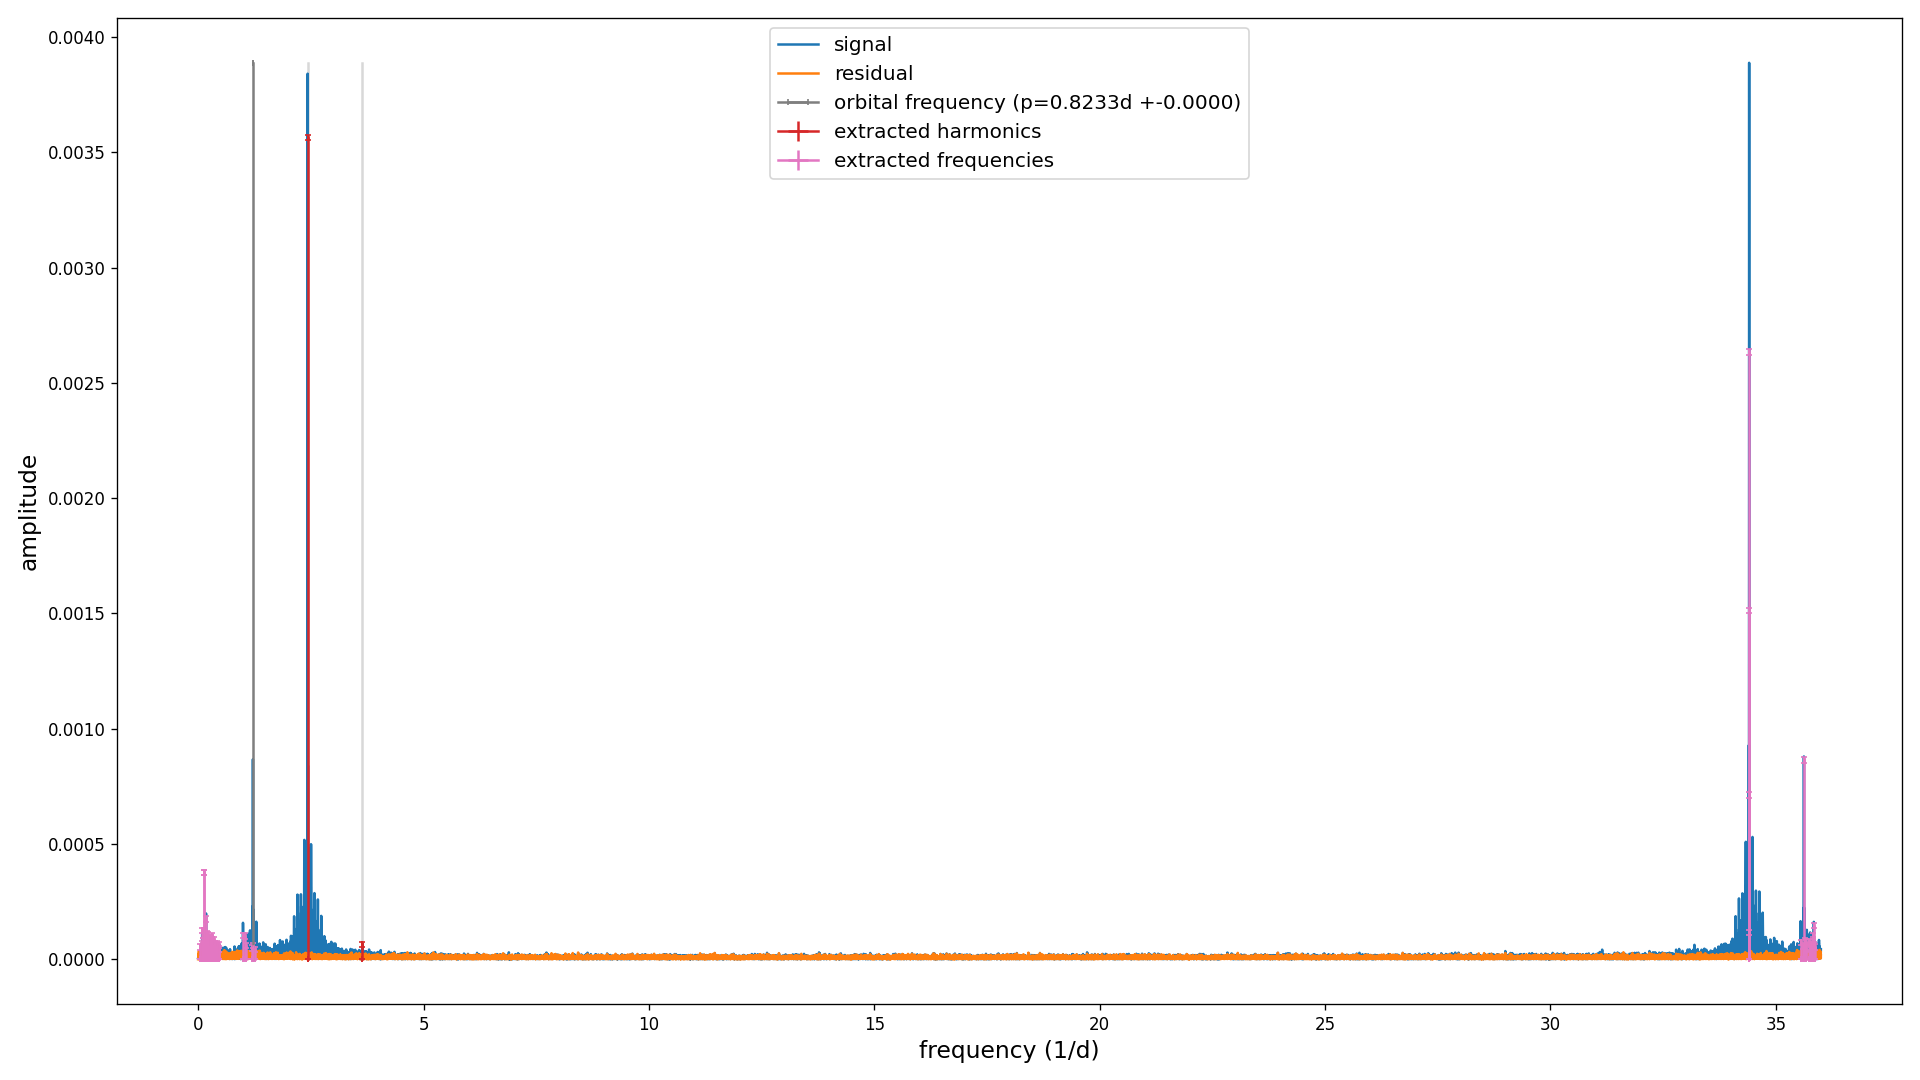 signal
residual
orbital frequency (p=0.8233d +-0.0000)
extracted harmonics
extracted frequencies
amplitude
0.0040
0.0035
0.0030
0.0025
0.0020
0.0015
0.0010
0.0005
0.0000
0 5 10 15 20 25 30 35
frequency (1/d)